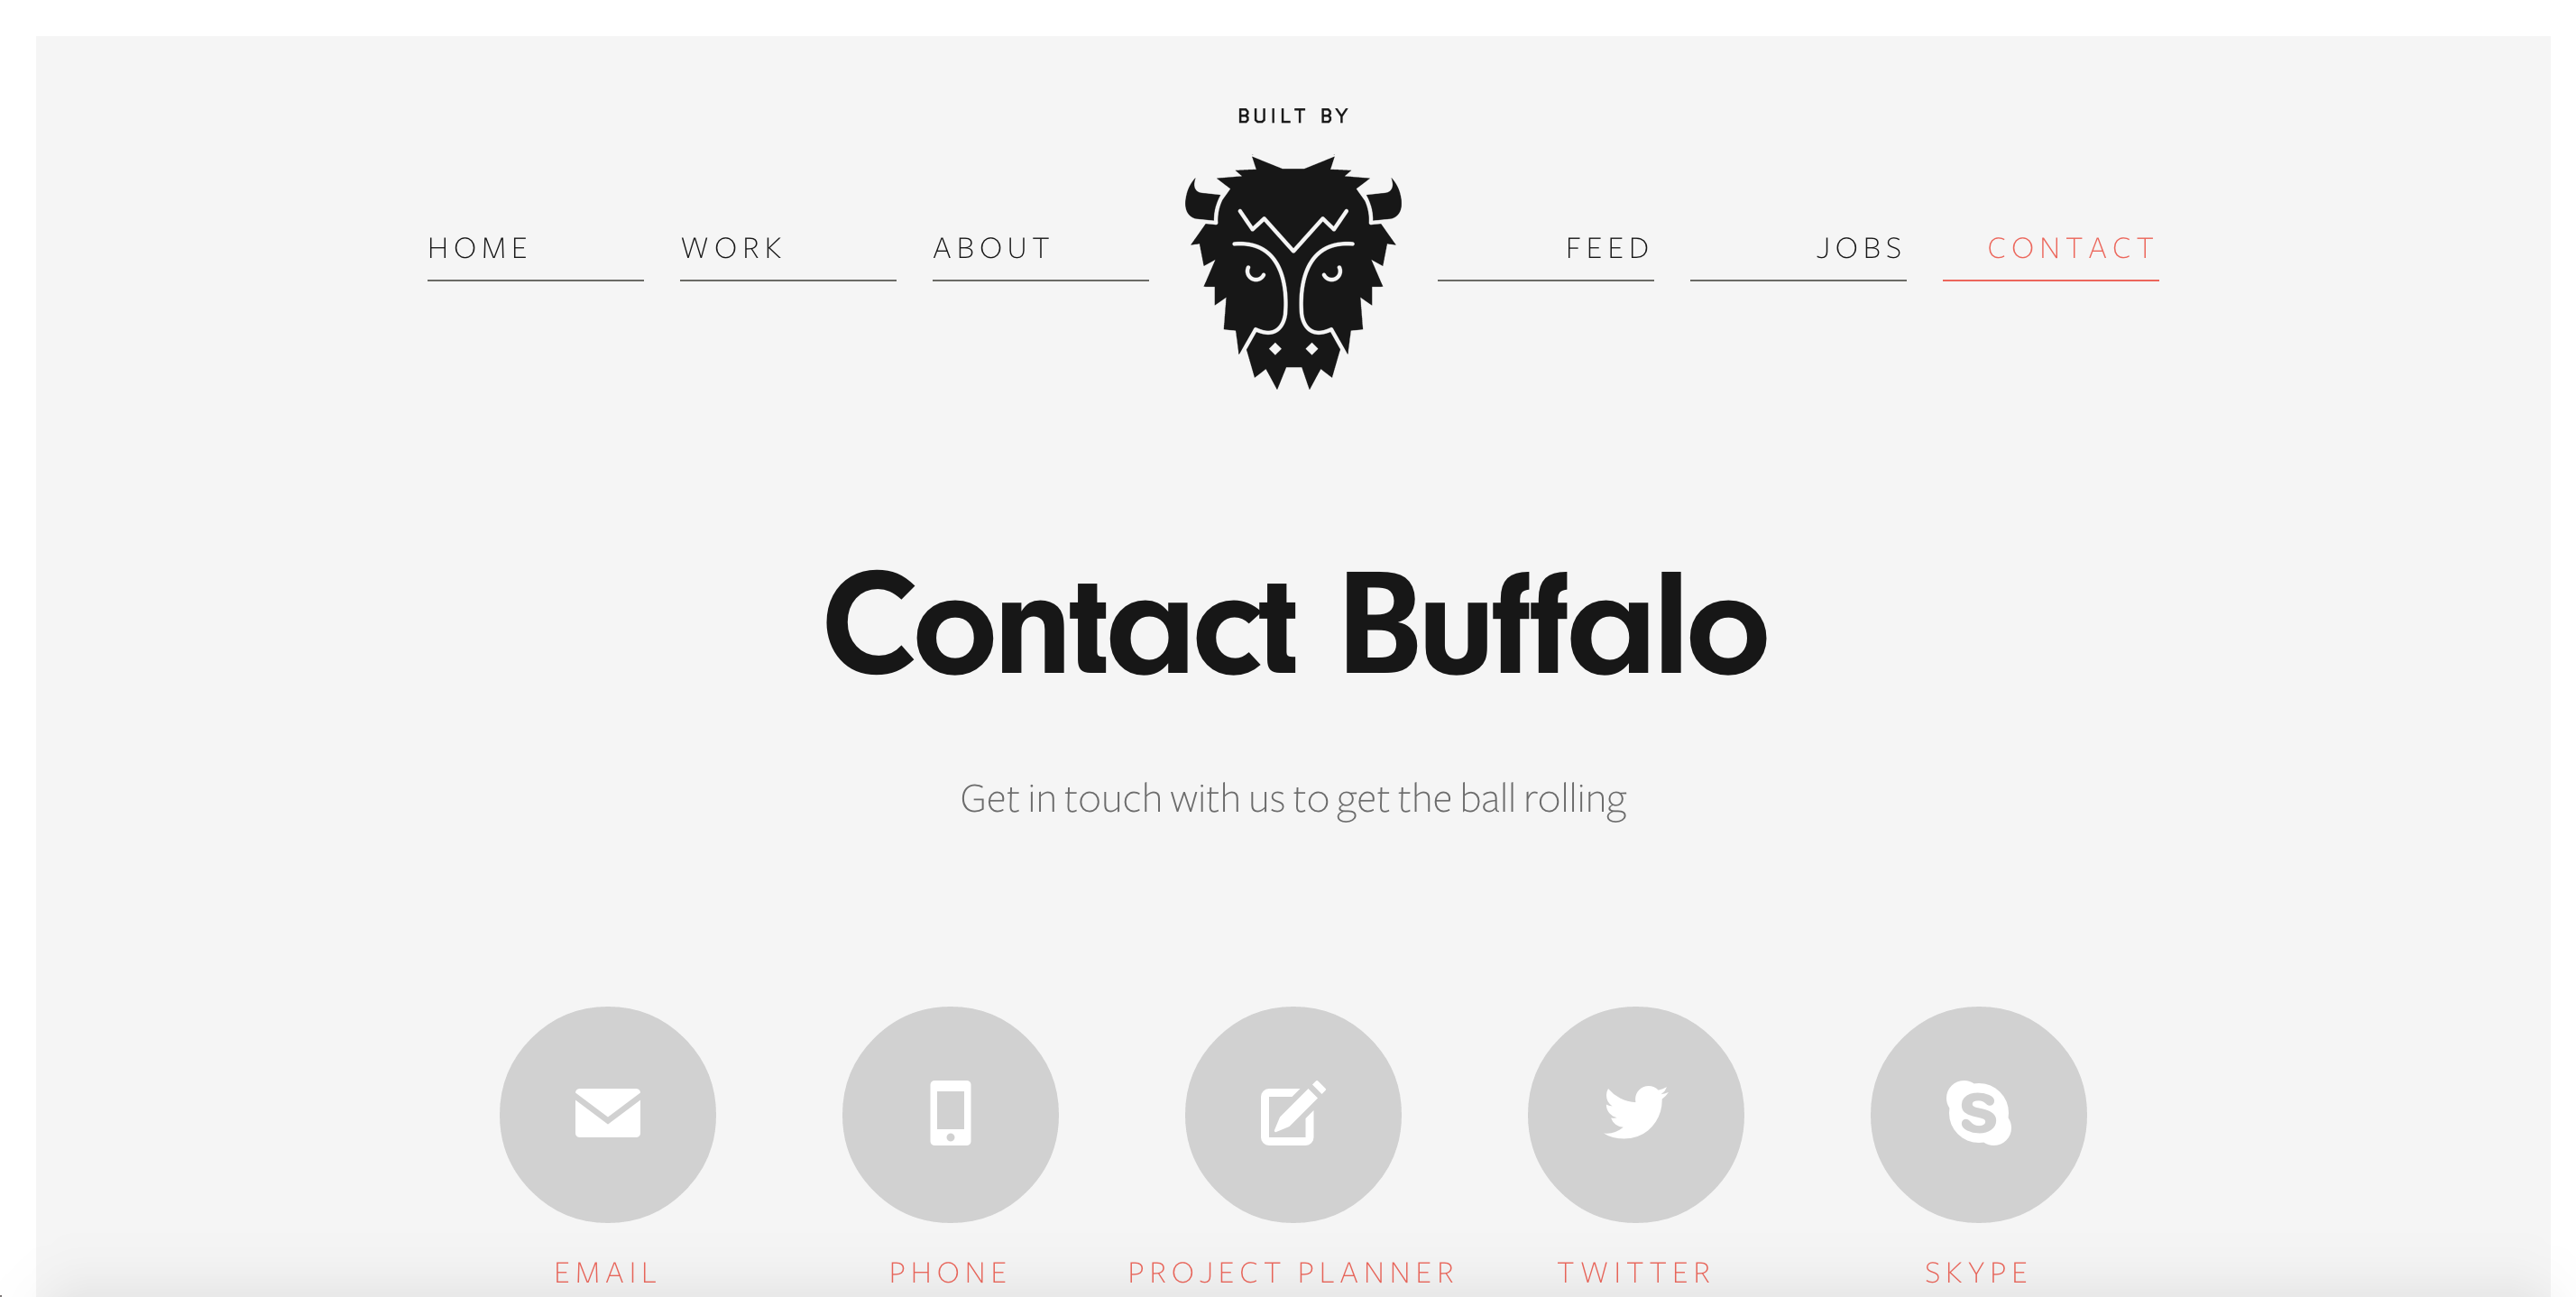 BUILT BY
HOME WORK ABOUT FEED JOBS CONTACT
Contact Buffalo
Get in touch with us to get the ball rolling
EMAIL PHONE PROJECT PLANNER TWITTER SKYPE